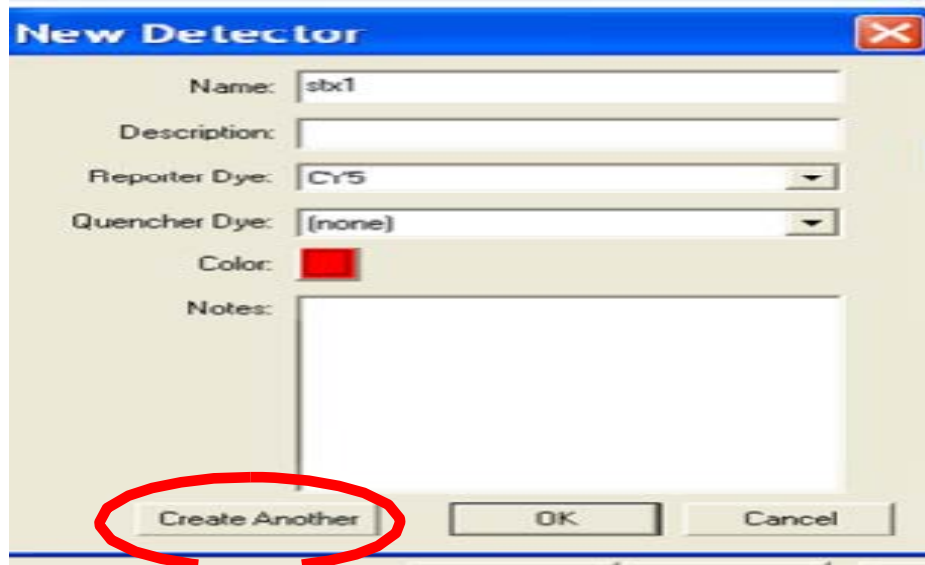 New Detector
Name: stx1
Description:
Reporter Dye: CY5
Quencher Dye: (none)
Color:
Notes:
Create Another OK Cancel